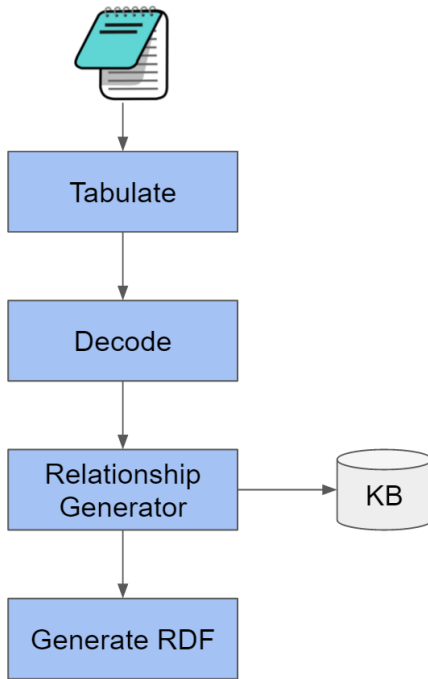 Tabulate
Decode
Relationship
Generator
KB
Generate RDF